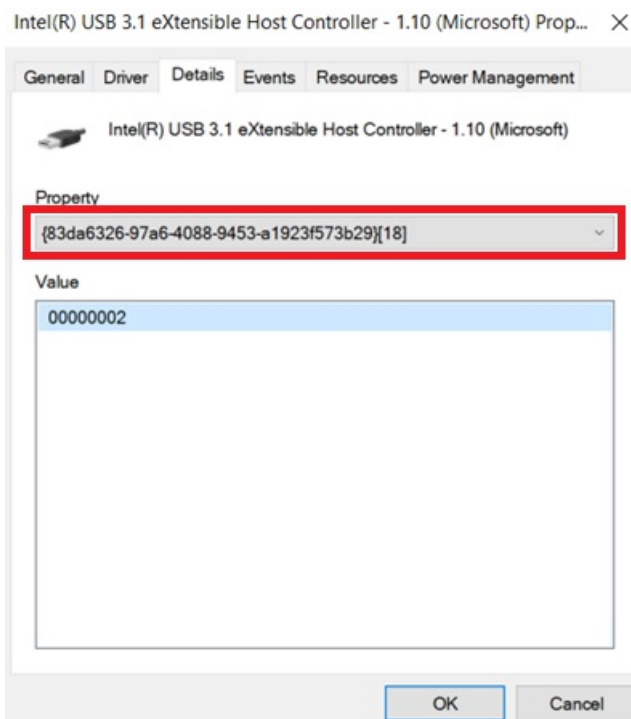 Intel(R) USB 3.1 eXtensible Host Controller - 1.10 (Microsoft) Prop...
General Driver Details Events Resources Power Management
Intel(R) USB 3.1 eXtensible Host Controller - 1.10 (Microsoft)
Property
{83da6326-97a6-4088-9453-a1923f573b29}[18]
Value
00000002
OK Cancel